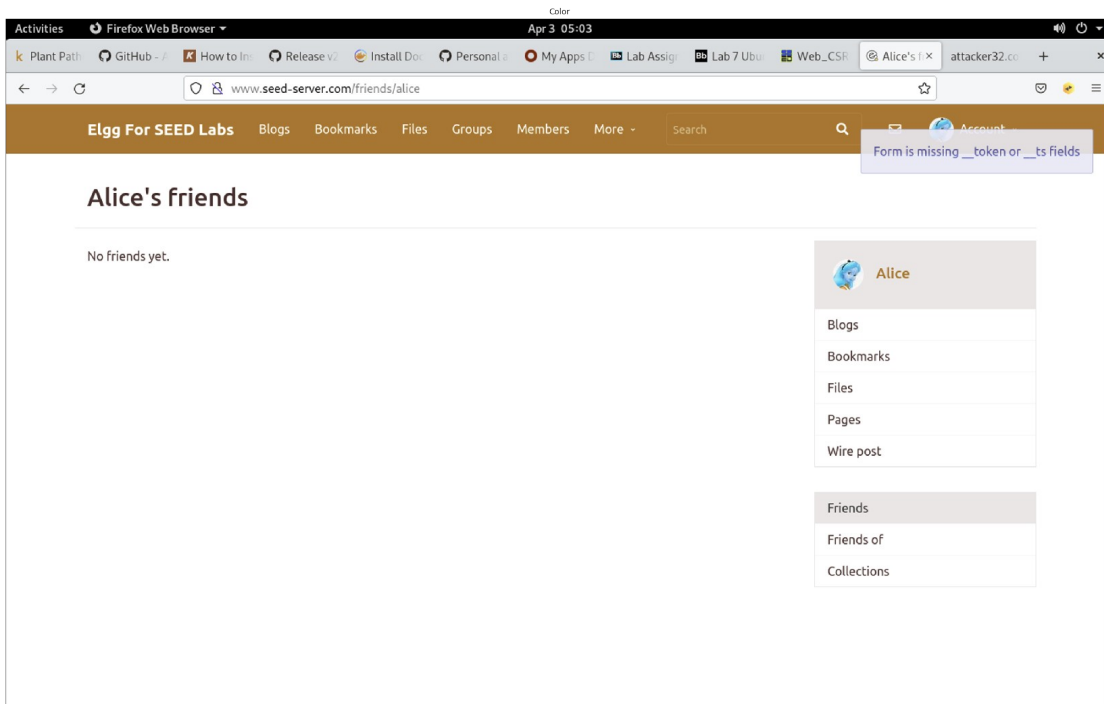 Color
Activities Firefox Web Browser Apr 3 05:03
Plant Path GitHub - How to Ins Release v2 Install Doc Personal a My Apps D Lab Assign Lab 7 Ubu Web_CSR Alice's f attacker32.co
www.seed-server.com/friends/alice
Elgg For SEED Labs Blogs Bookmarks Files Groups Members More Search Account
Form is missing __token or __ts fields
Alice's friends
No friends yet.
Alice
Blogs
Bookmarks
Files
Pages
Wire post
Friends
Friends of
Collections